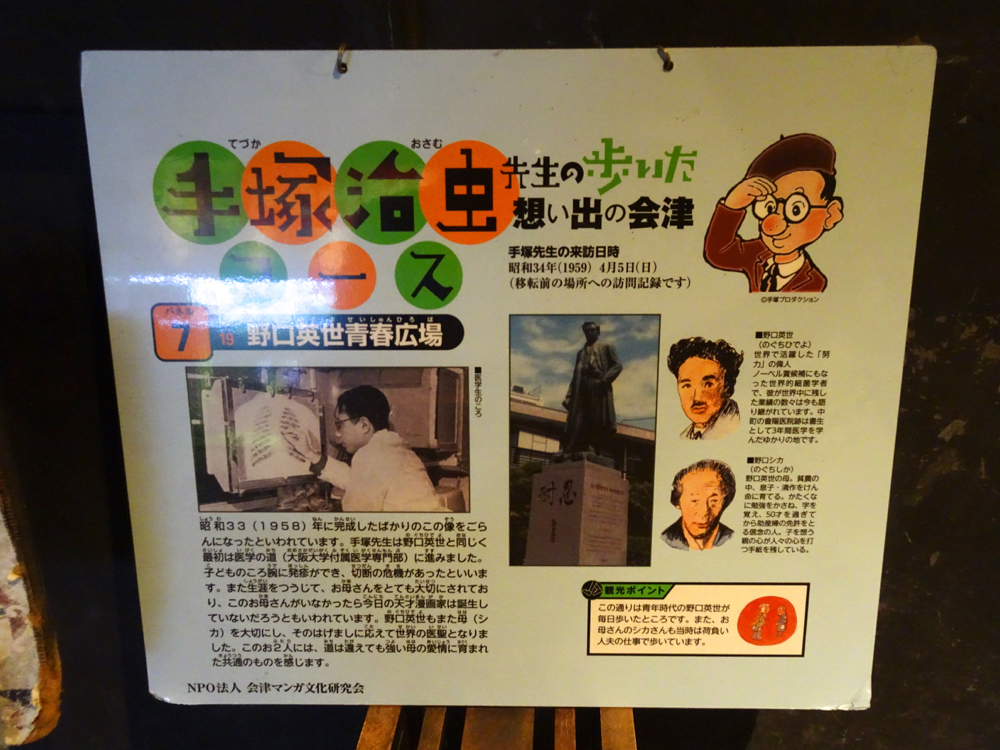 てづか おさむ
手塚治虫先生の歩いた
想い出の会津
コース
手塚先生の来訪日時
昭和34年(1959) 4月5日(日)
(移転前の場所への訪問記録です)
©手塚プロダクション
パネル
7
19 野口英世青春広場
せいしゅんひろば
■医学生のころ
忍耐
■野口英世
(のぐちひでよ)
世界で活躍した「努
力」の偉人
ノーベル賞候補にもな
った世界的細菌学者
で、彼が世界中に残し
た業績の数々は今も語
り継がれています。中
町の會陽医院跡は書生
として3年間医学を学
んだゆかりの地です。
■野口シカ
(のぐちしか)
野口英世の母。貧農の
中、息子・清作をけん
命に育てる。かたくな
に勉強をかさね、字を
覚え、50才を過ぎて
から助産婦の免許をと
る信念の人。子を想う
親の心が人々の心を打
つ手紙を残している。
昭和33(1958)年に完成したばかりのこの像をごら
んになったといわれています。手塚先生は野口英世と同じく
最初は医学の道(大阪大学付属医学専門部)に進みました。
子どものころ腕に発疹ができ、切断の危機があったといいま
す。また生涯をつうじて、お母さんをとても大切にされてお
り、このお母さんがいなかったら今日の天才漫画家は誕生し
ていないだろうともいわれています。野口英世もまた母(シ
カ)を大切にし、そのはげましに応えて世界の医聖となりま
した。このお2人には、道は違えても強い母の愛情に育まれ
た共通のものを感じます。
観光ポイント
この通りは青年時代の野口英世が
毎日歩いたところです。また、お
母さんのシカさんも当時は荷負い
人夫の仕事で歩いています。
NPO法人 会津マンガ文化研究会